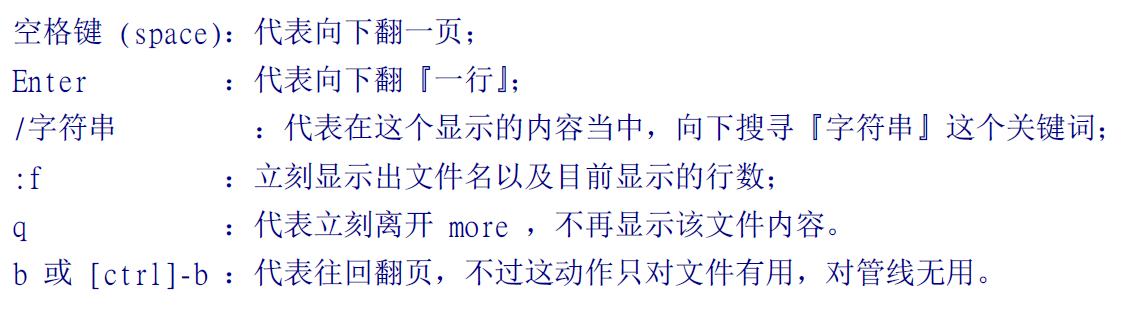 空格键 (space)：代表向下翻一页；
Enter ：代表向下翻『一行』；
/字符串 ：代表在这个显示的内容当中，向下搜寻『字符串』这个关键词；
:f ：立刻显示出文件名以及目前显示的行数；
q ：代表立刻离开 more ，不再显示该文件内容。
b 或 [ctrl]-b ：代表往回翻页，不过这动作只对文件有用，对管线无用。